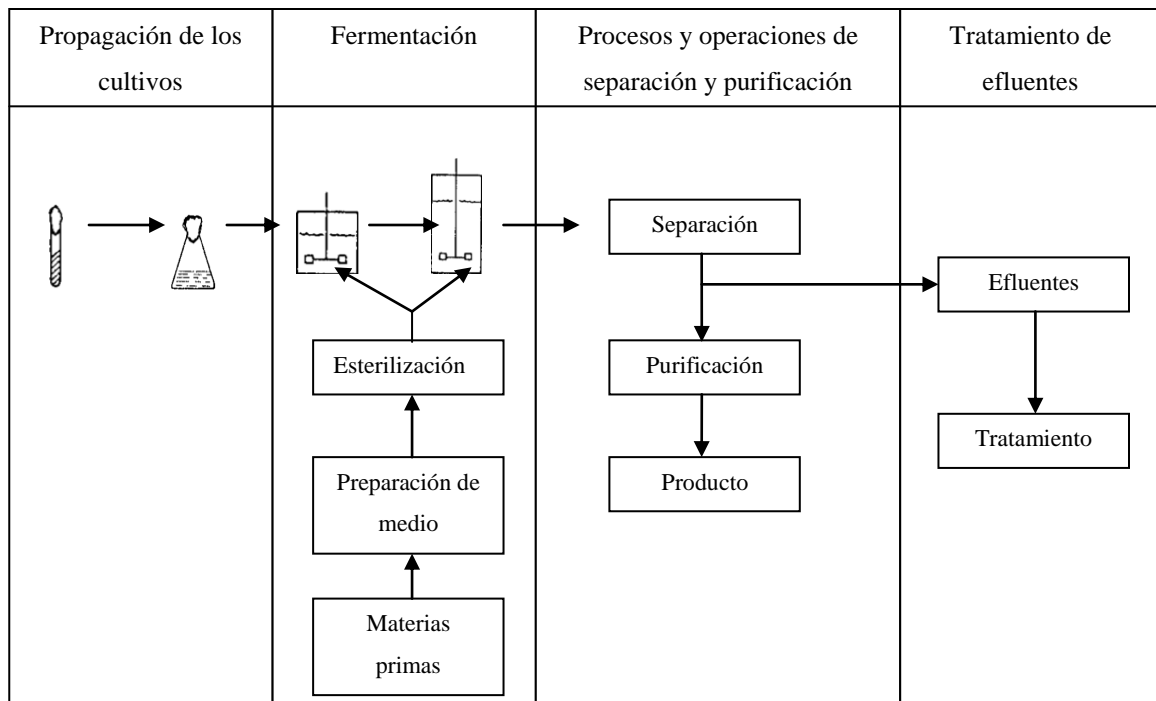 Propagación de los
cultivos
Fermentación
Procesos y operaciones de
separación y purificación
Tratamiento de
efluentes
Separación
Efluentes
Esterilización
Purificación
Tratamiento
Preparación de
medio
Producto
Materias
primas